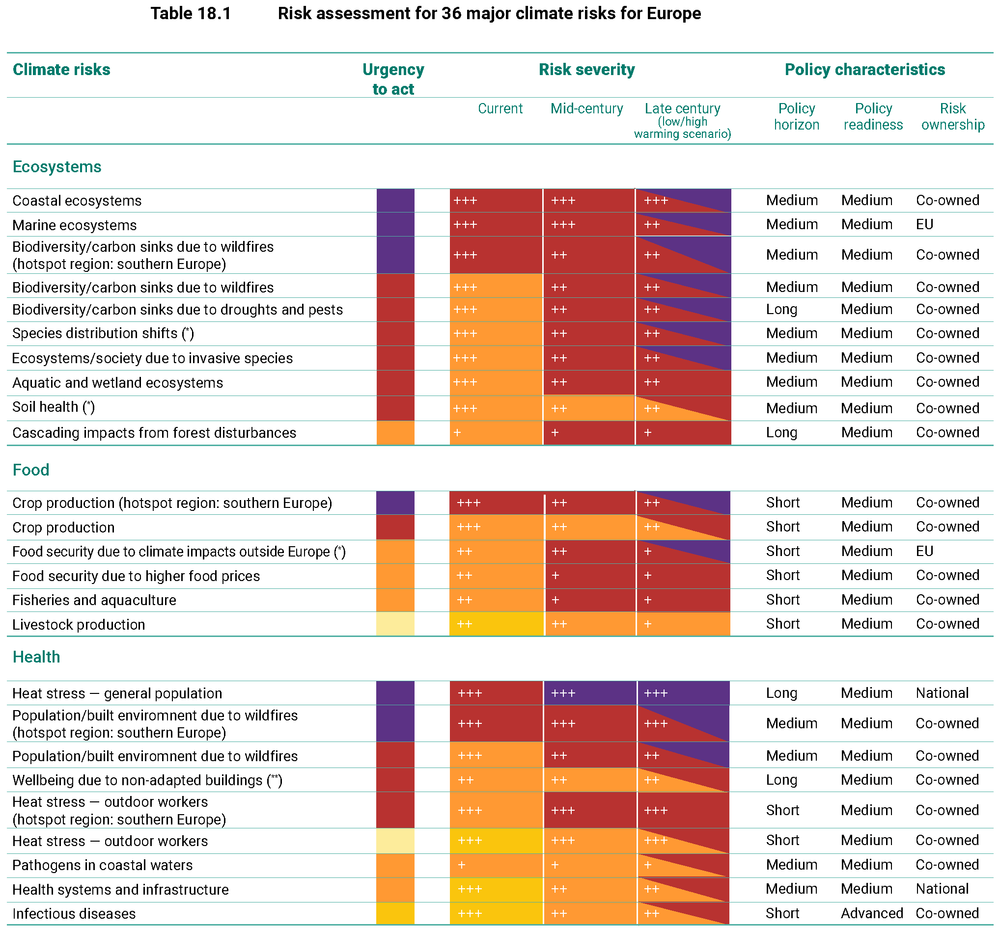 Table 18.1 Risk assessment for 36 major climate risks for Europe
Climate risks Urgency to act Risk severity Policy characteristics
Current Mid-century Late century (low/high warming scenario) Policy horizon Policy readiness Risk ownership
Ecosystems
Coastal ecosystems +++ +++ +++ Medium Medium Co-owned
Marine ecosystems +++ +++ ++ Medium Medium EU
Biodiversity/carbon sinks due to wildfires
(hotspot region: southern Europe) +++ ++ ++ Medium Medium Co-owned
Biodiversity/carbon sinks due to wildfires +++ ++ ++ Medium Medium Co-owned
Biodiversity/carbon sinks due to droughts and pests +++ ++ ++ Long Medium Co-owned
Species distribution shifts (*) +++ ++ ++ Medium Medium Co-owned
Ecosystems/society due to invasive species +++ ++ ++ Medium Medium Co-owned
Aquatic and wetland ecosystems +++ ++ ++ Medium Medium Co-owned
Soil health (*) +++ ++ ++ Medium Medium Co-owned
Cascading impacts from forest disturbances + + + Long Medium Co-owned
Food
Crop production (hotspot region: southern Europe) +++ ++ ++ Short Medium Co-owned
Crop production +++ ++ ++ Short Medium Co-owned
Food security due to climate impacts outside Europe (*) ++ ++ + Short Medium EU
Food security due to higher food prices ++ + + Short Medium Co-owned
Fisheries and aquaculture ++ + + Short Medium Co-owned
Livestock production ++ ++ + Short Medium Co-owned
Health
Heat stress — general population +++ +++ +++ Long Medium National
Population/built enviromnent due to wildfires
(hotspot region: southern Europe) +++ +++ +++ Medium Medium Co-owned
Population/built enviromnent due to wildfires +++ ++ ++ Medium Medium Co-owned
Wellbeing due to non-adapted buildings (**) ++ ++ ++ Long Medium Co-owned
Heat stress — outdoor workers
(hotspot region: southern Europe) +++ +++ +++ Short Medium Co-owned
Heat stress — outdoor workers +++ +++ +++ Short Medium Co-owned
Pathogens in coastal waters + + + Medium Medium Co-owned
Health systems and infrastructure +++ ++ ++ Medium Medium National
Infectious diseases +++ ++ ++ Short Advanced Co-owned